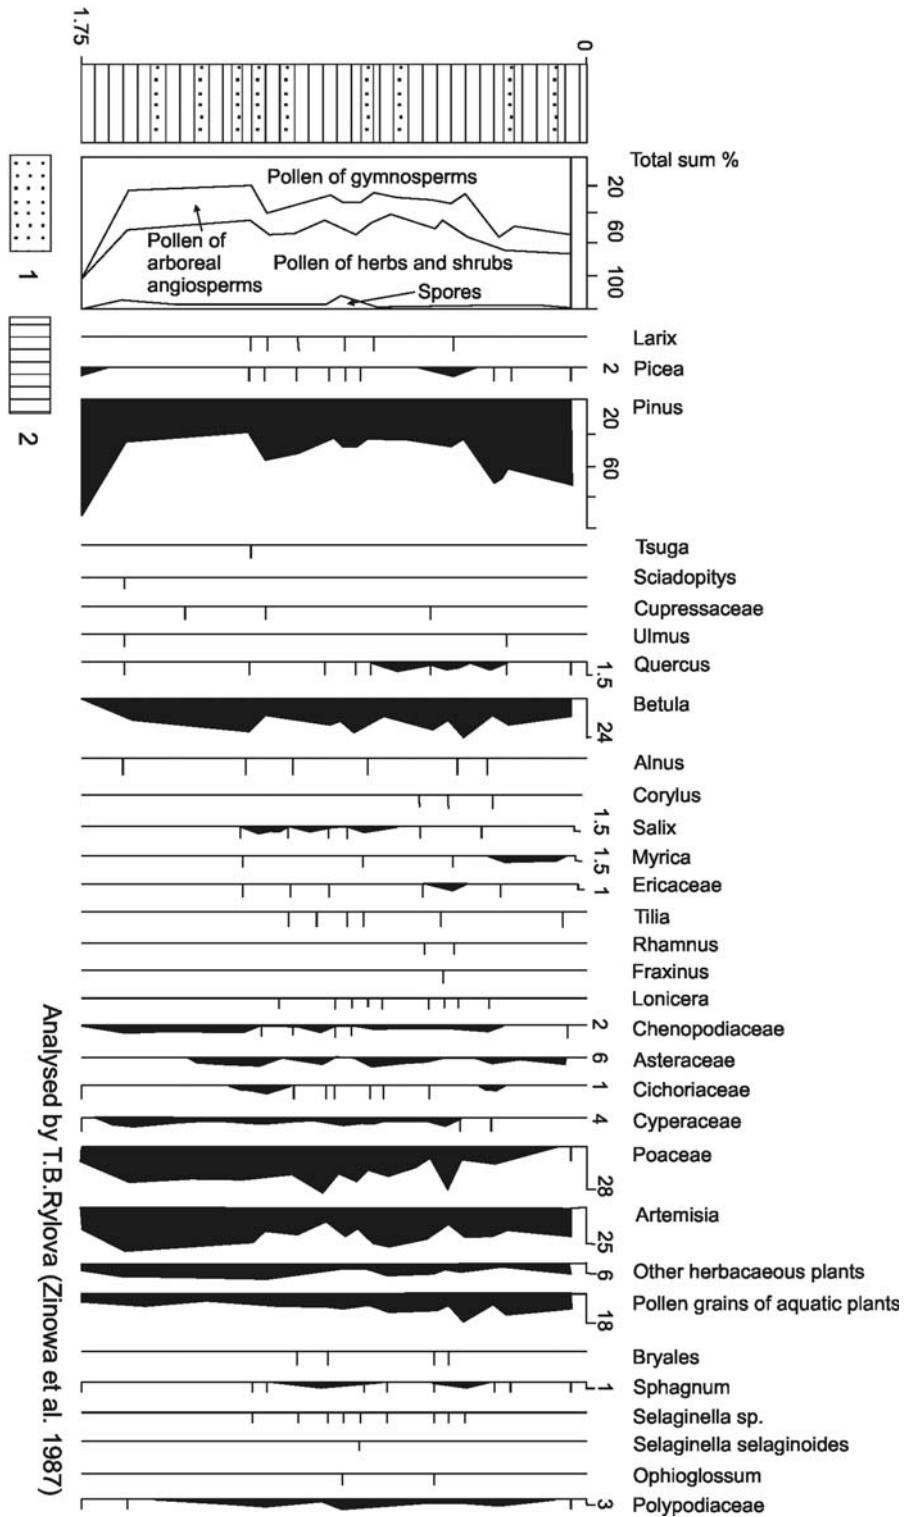 1.75
0
Total sum %
20
60
100
Pollen of gymnosperms
Pollen of
arboreal
angiosperms
Pollen of herbs and shrubs
Spores
1
2
Larix
Picea
2
Pinus
20
60
Tsuga
Sciadopitys
Cupressaceae
Ulmus
Quercus
1.5
Betula
24
Alnus
Corylus
Salix
1.5
Myrica
1.5
Ericaceae
1
Tilia
Rhamnus
Fraxinus
Lonicera
Chenopodiaceae
2
Asteraceae
6
Cichoriaceae
1
Cyperaceae
4
Poaceae
28
Artemisia
25
Other herbacaeous plants
6
Pollen grains of aquatic plants
18
Bryales
Sphagnum
1
Selaginella sp.
Selaginella selaginoides
Ophioglossum
Polypodiaceae
3
Analysed by T.B.Rylova (Zinowa et al. 1987)